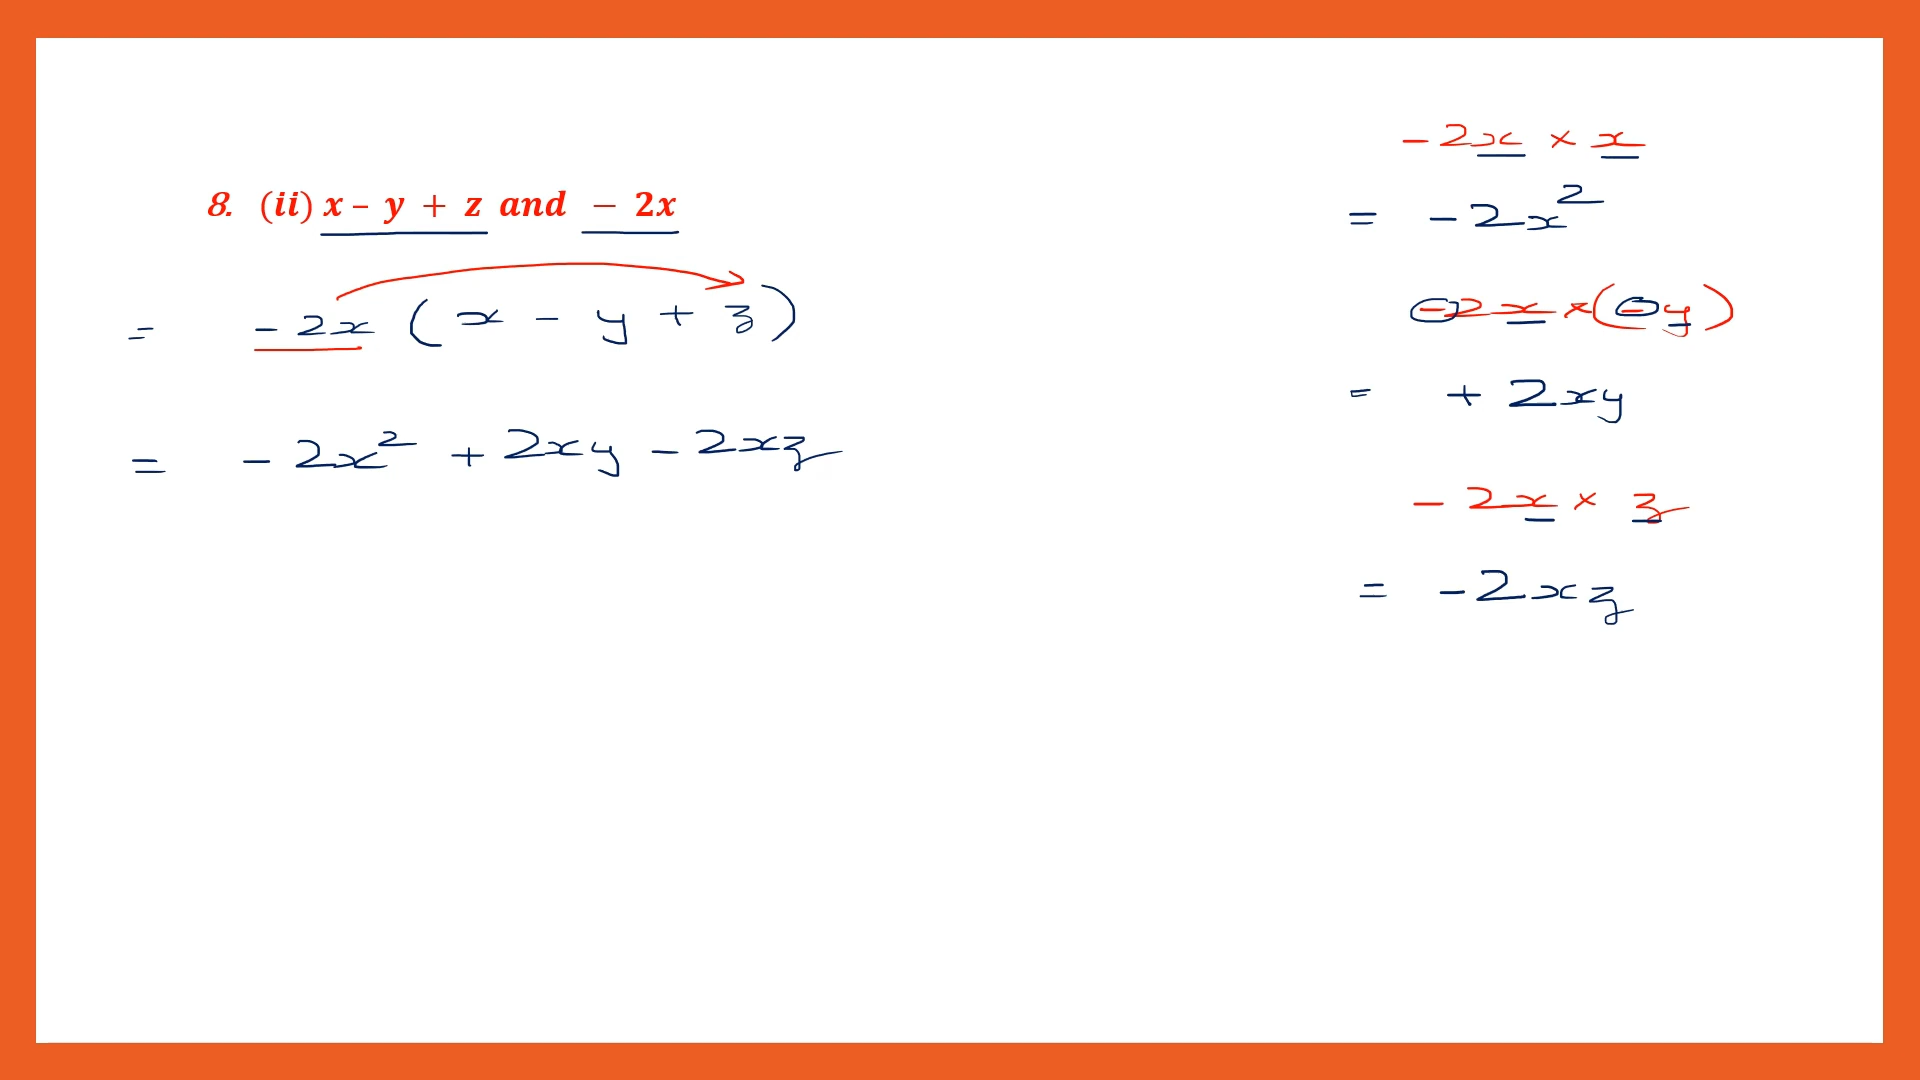 8. (ii) x – y + z and − 2x
= - 2x ( x - y + z )
= - 2x² + 2xy - 2xz
- 2x × x
= - 2x²
- 2x × ( - y )
= + 2xy
- 2x × z
= - 2xz